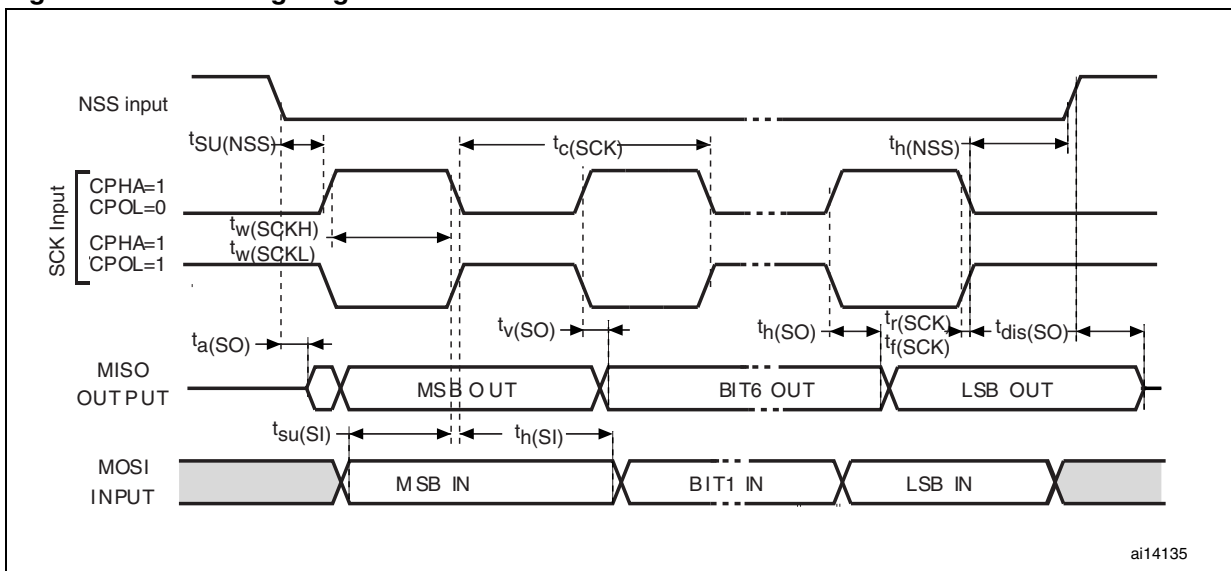 NSS input
tSU(NSS)
tc(SCK)
th(NSS)
SCK Input
CPHA=1
CPOL=0
CPHA=1
CPOL=1
tw(SCKH)
tw(SCKL)
ta(SO)
tv(SO)
th(SO)
tr(SCK)
tf(SCK)
tdis(SO)
MISO
OUTPUT
MSB OUT
BIT6 OUT
LSB OUT
tsu(SI)
th(SI)
MOSI
INPUT
MSB IN
BIT1 IN
LSB IN
ai14135